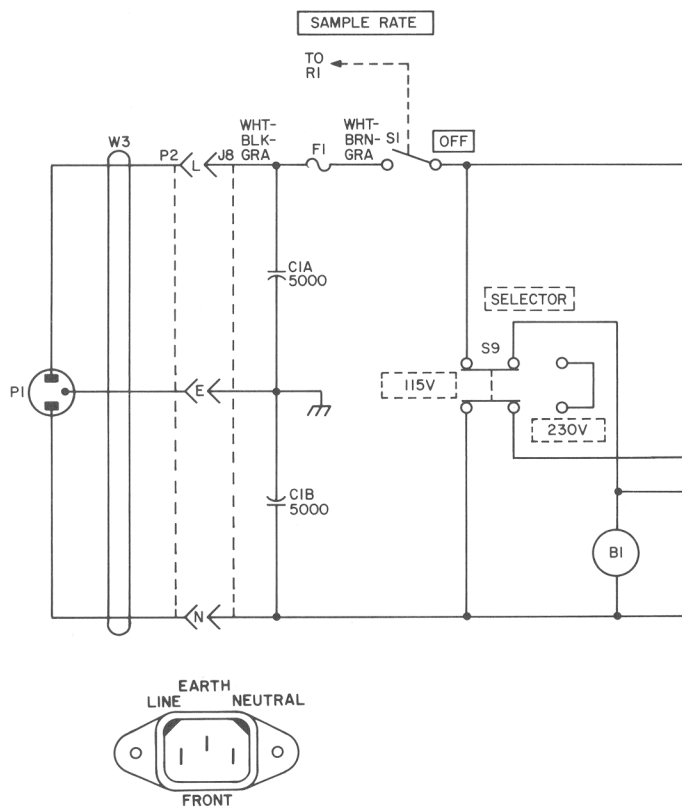 SAMPLE RATE
TO
R1
W3
P2
L
J8
WHT-
BLK-
GRA
F1
WHT-
BRN-
GRA
S1
OFF
C1A
5000
SELECTOR
S9
P1
E
115V
230V
C1B
5000
B1
N
EARTH
LINE NEUTRAL
FRONT